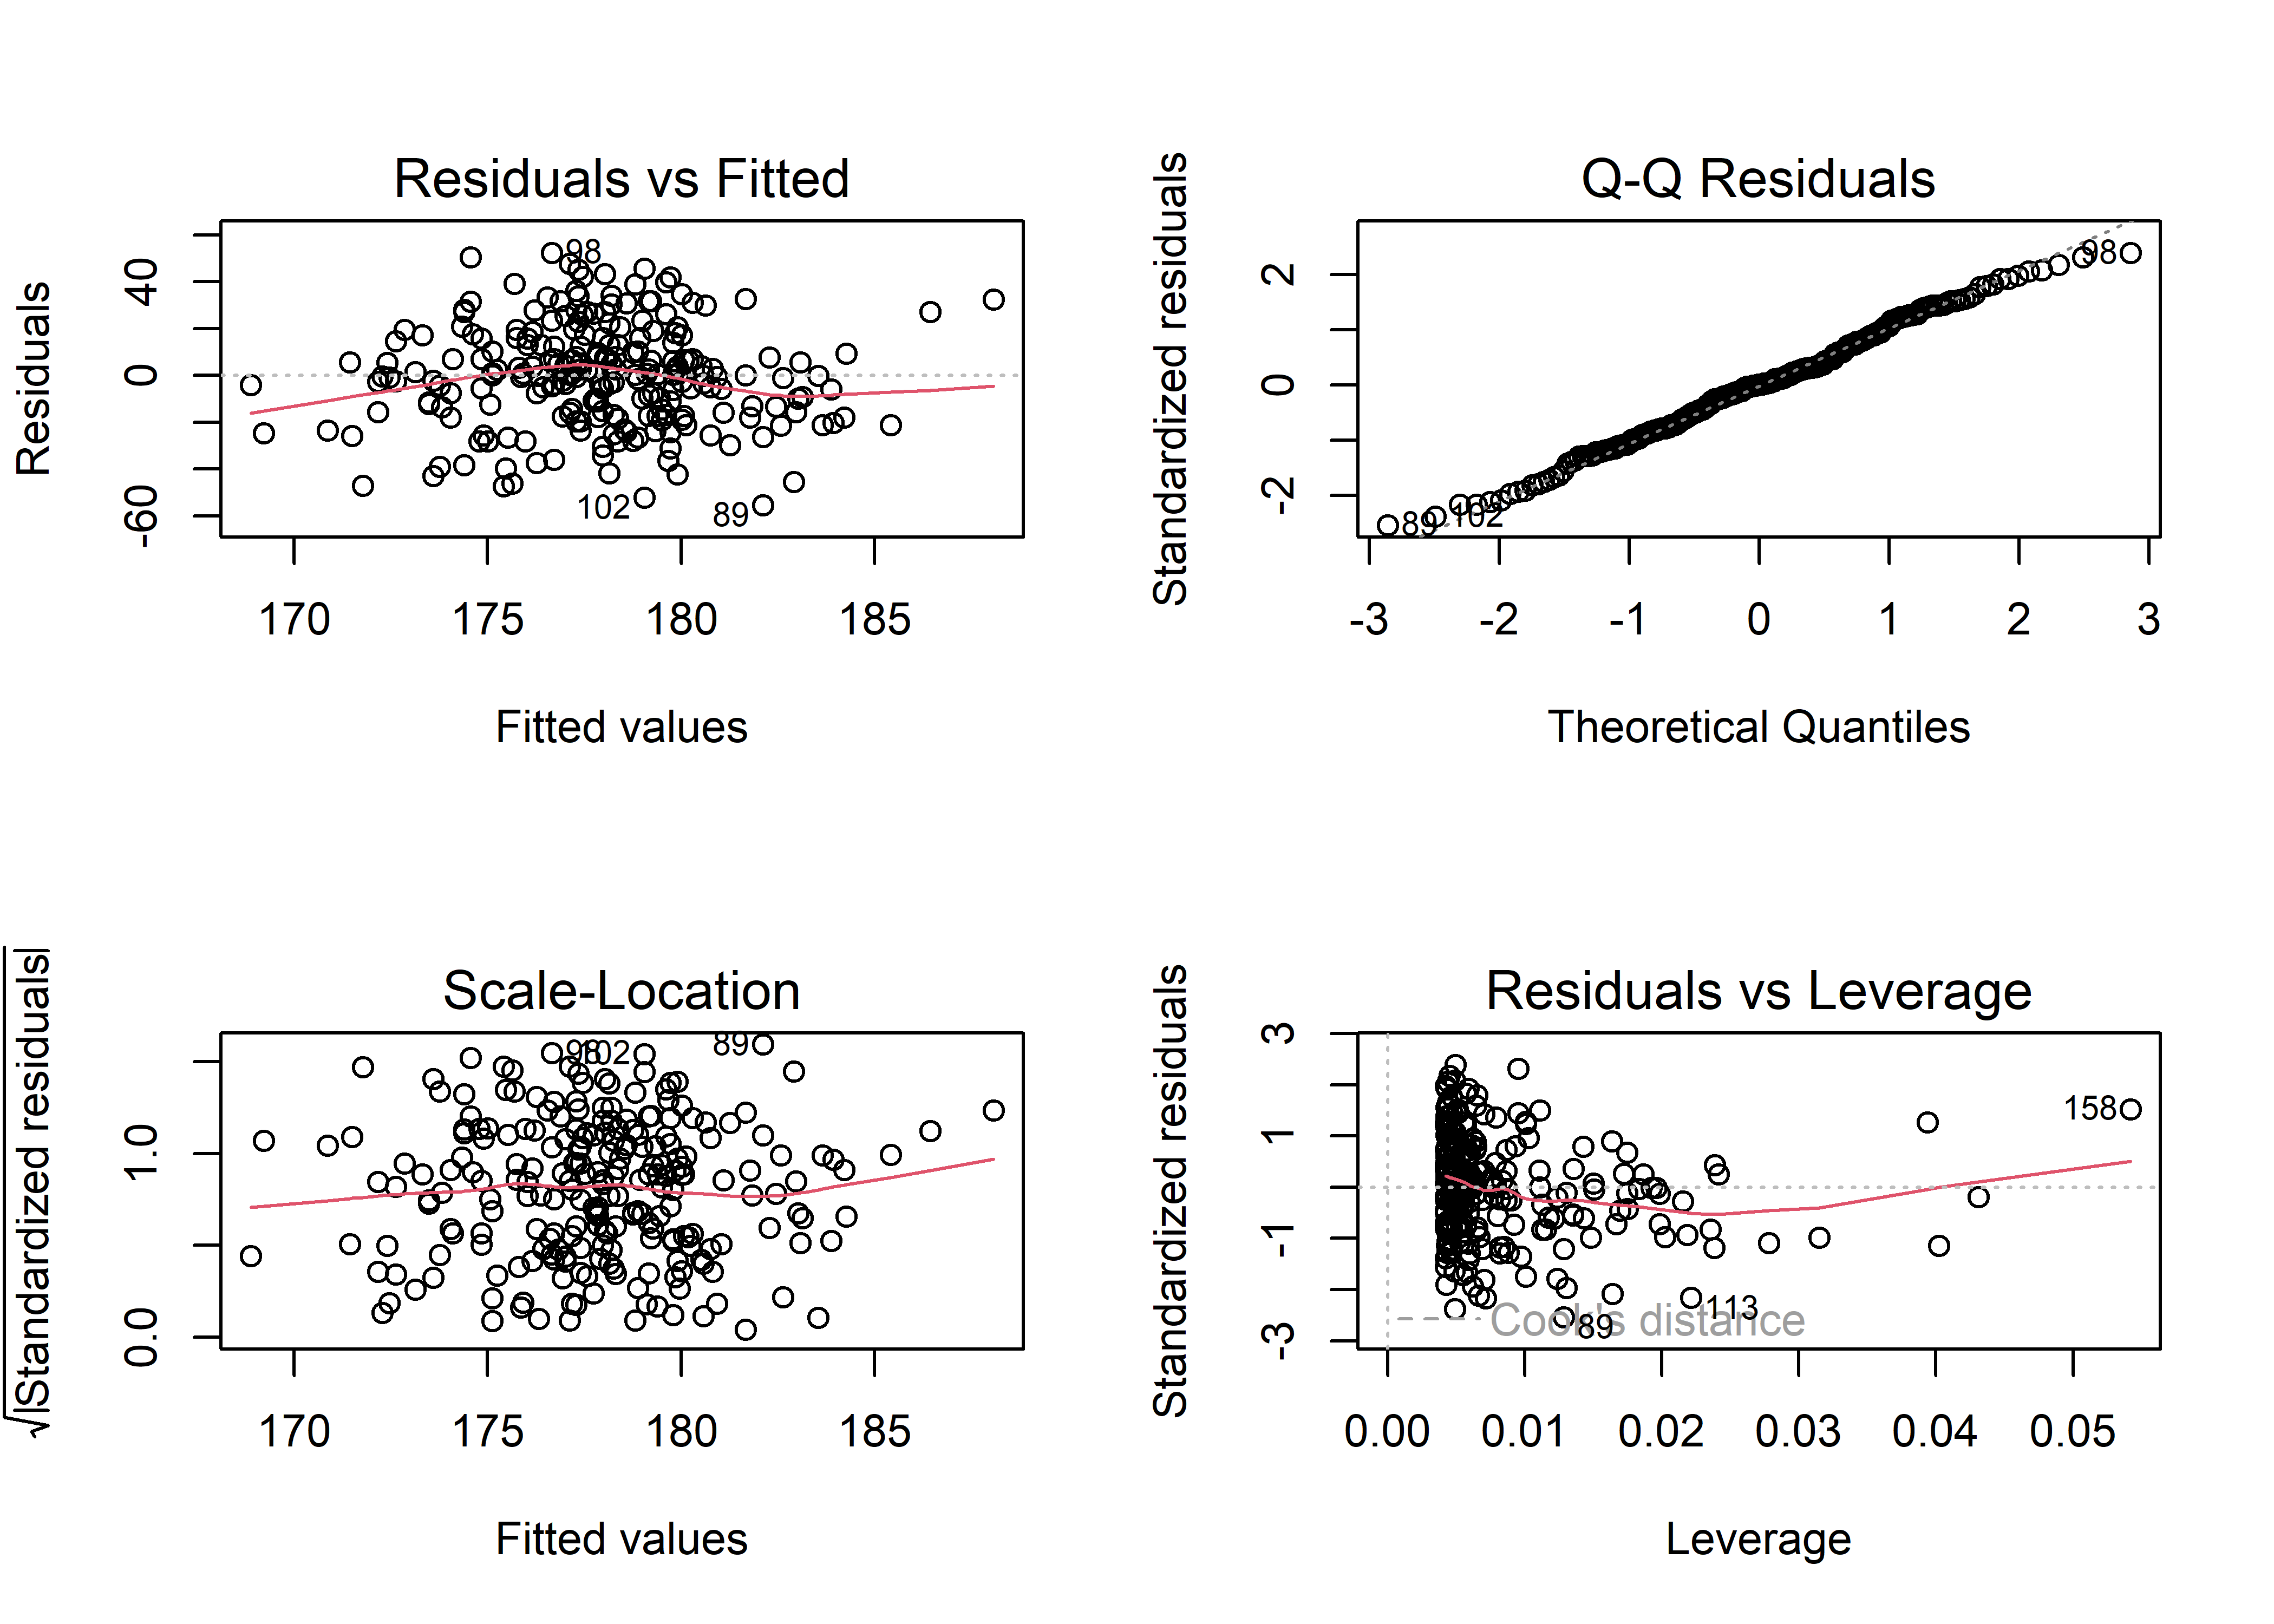 Residuals vs Fitted
Residuals
40
0
-60
98
102
89
170 175 180 185
Fitted values
Q-Q Residuals
Standardized residuals
2
0
-2
98
89 102
-3 -2 -1 0 1 2 3
Theoretical Quantiles
Scale-Location
√|Standardized residuals|
1.0
0.0
98 102 89
170 175 180 185
Fitted values
Residuals vs Leverage
Standardized residuals
3
1
-1
-3
158
113
89
Cook's distance
0.00 0.01 0.02 0.03 0.04 0.05
Leverage